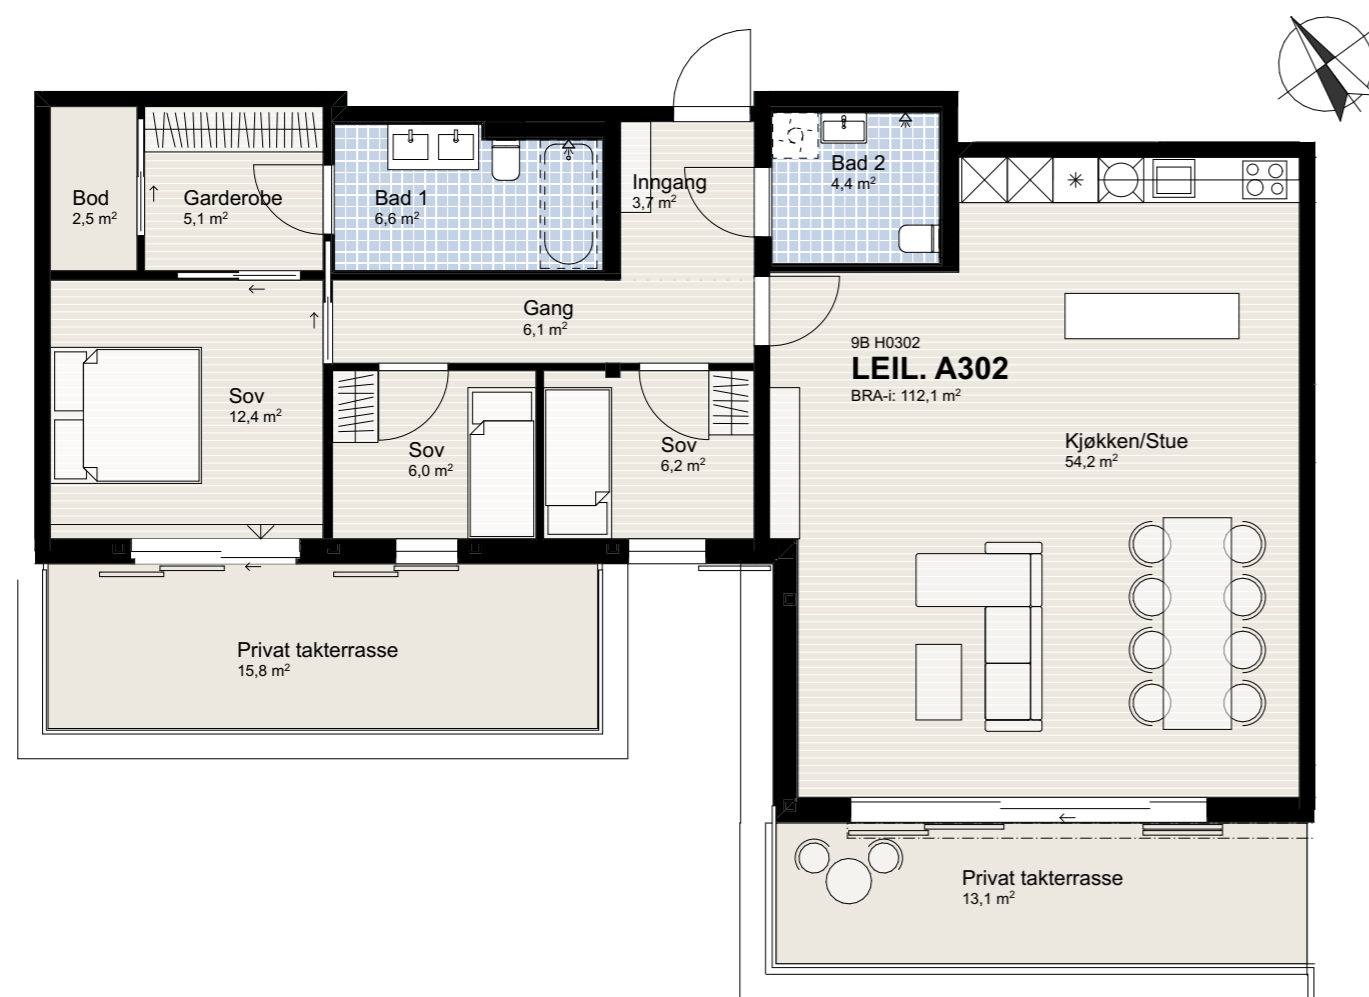 Bod
2,5 m²
Garderobe
5,1 m²
Bad 1
6,6 m²
Inngang
3,7 m²
Bad 2
4,4 m²
Gang
6,1 m²
9B H0302
LEIL. A302
BRA-i: 112,1 m²
Sov
12,4 m²
Sov
6,0 m²
Sov
6,2 m²
Kjøkken/Stue
54,2 m²
Privat takterrasse
15,8 m²
Privat takterrasse
13,1 m²